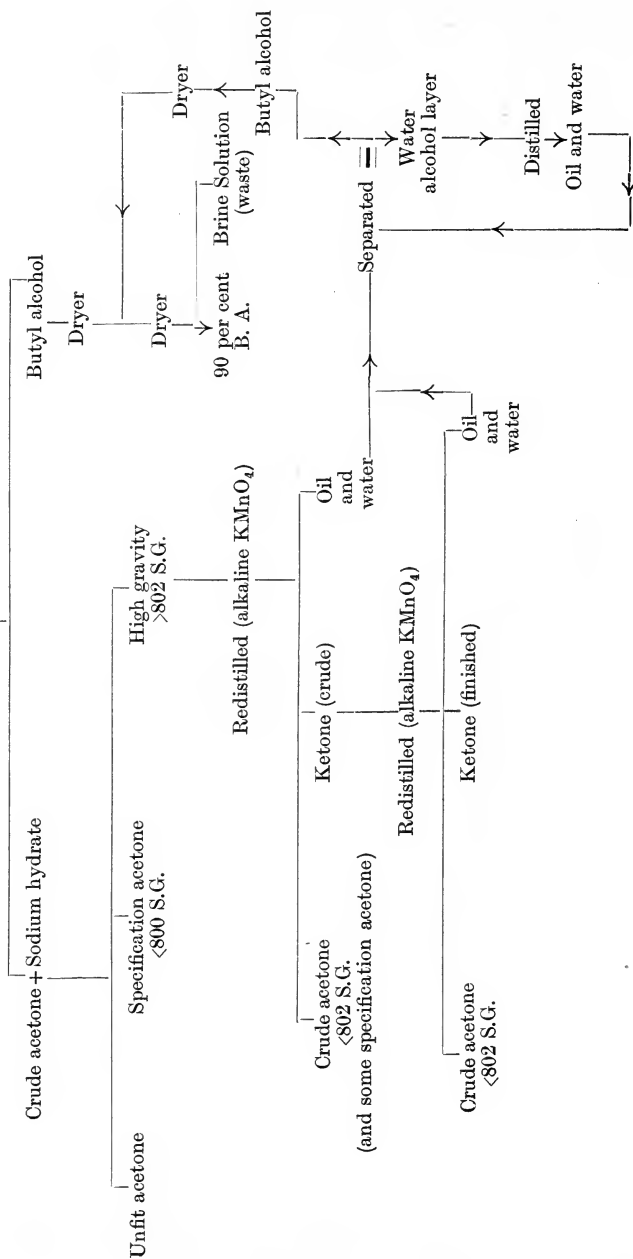 Crude acetone + Sodium hydrate
Butyl alcohol
Dryer
Dryer
90 per cent
B. A.
Brine Solution
(waste)
Dryer
Butyl alcohol
Unfit acetone
Specification acetone
<800 S.G.
High gravity
>802 S.G.
Redistilled (alkaline KMnO₄)
Crude acetone
<802 S.G.
(and some specification acetone)
Ketone (crude)
Oil
and
water
Separated
Water
alcohol layer
Distilled
Oil and water
Redistilled (alkaline KMnO₄)
Crude acetone
<802 S.G.
Ketone (finished)
Oil
and
water